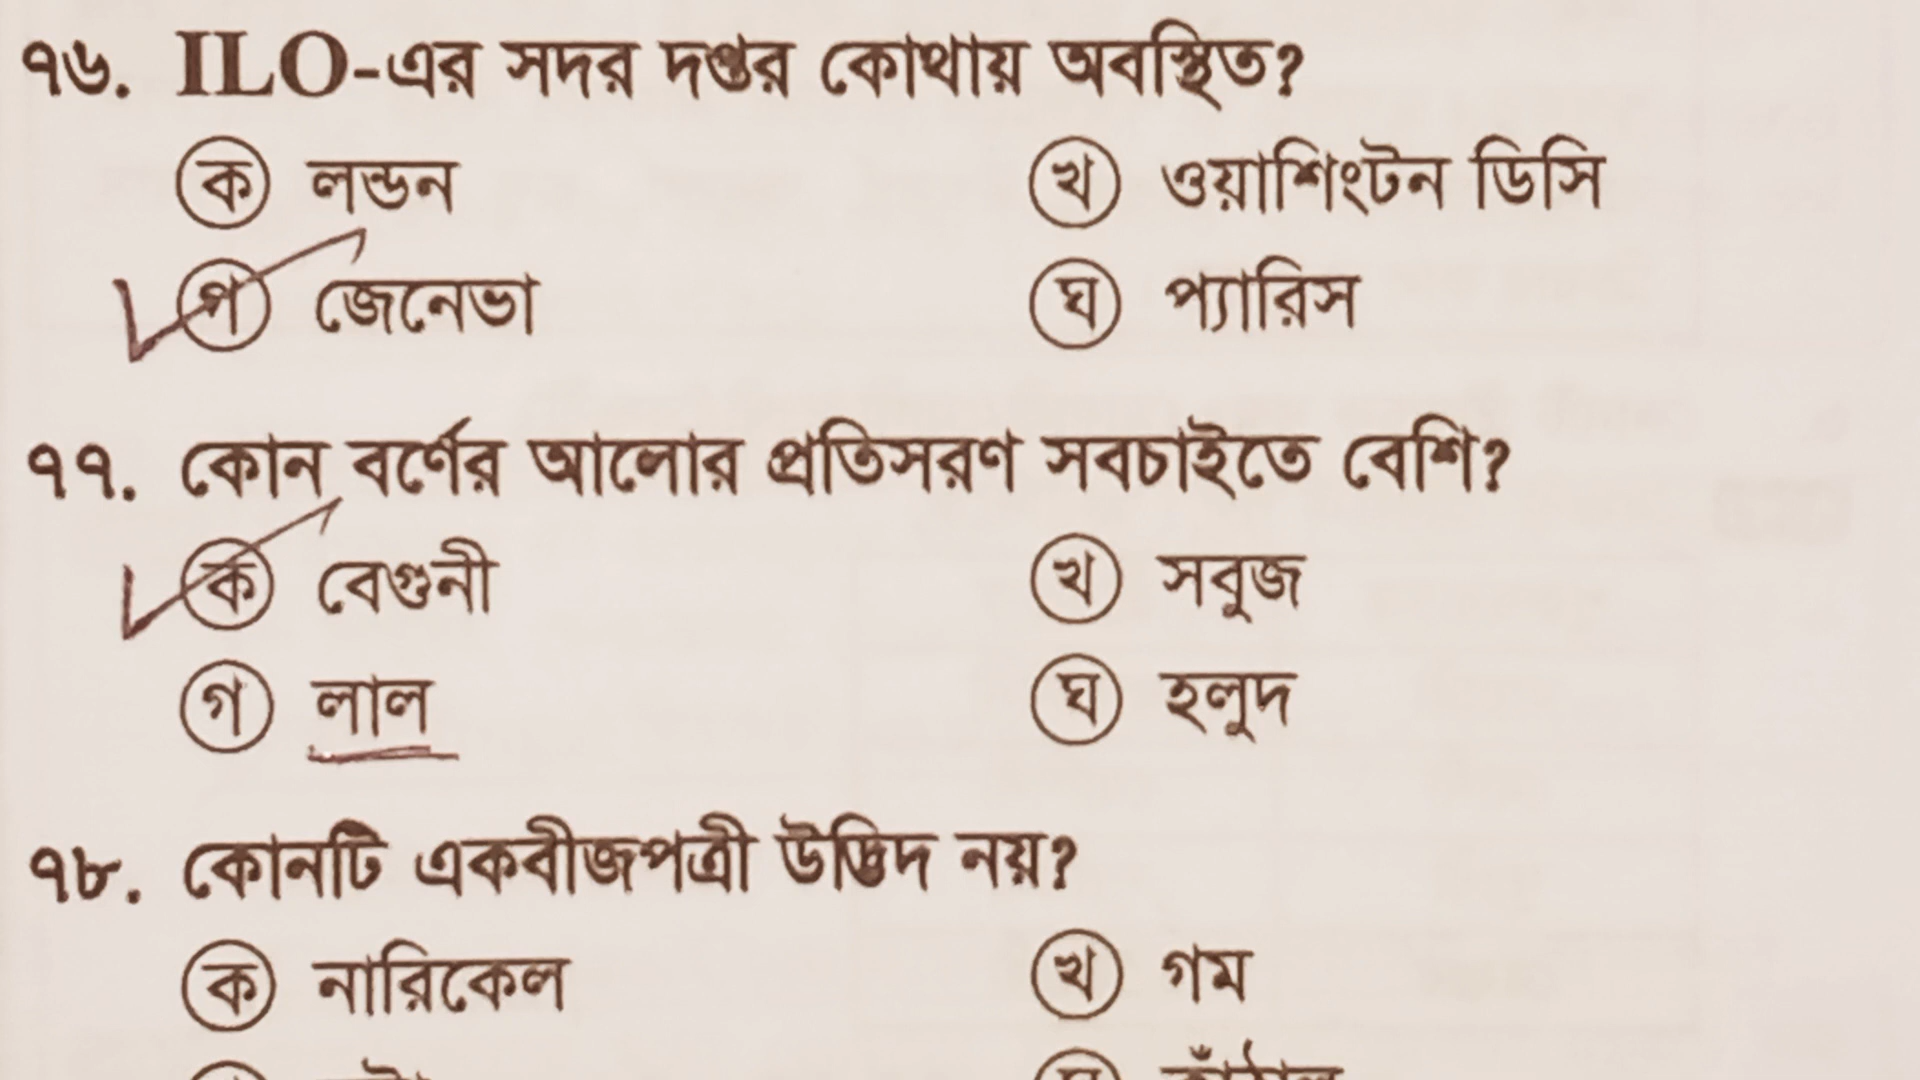 ৭৬. ILO-এর সদর দপ্তর কোথায় অবস্থিত?
ক লন্ডন খ ওয়াশিংটন ডিসি
গ জেনেভা ঘ প্যারিস
৭৭. কোন বর্ণের আলোর প্রতিসরণ সবচাইতে বেশি?
ক বেগুনী খ সবুজ
গ লাল ঘ হলুদ
৭৮. কোনটি একবীজপত্রী উদ্ভিদ নয়?
ক নারিকেল খ গম